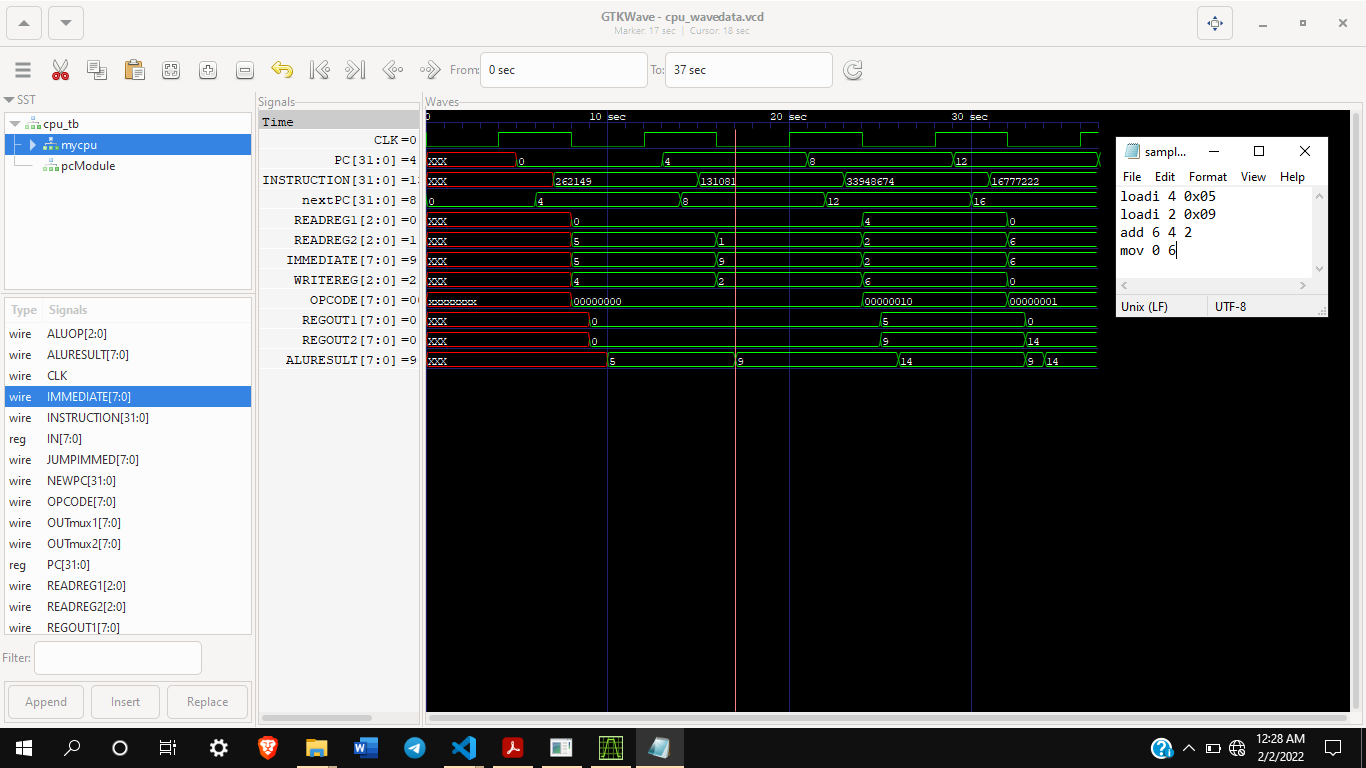 GTKWave - cpu_wavedata.vcd
Marker: 17 sec | Cursor: 18 sec
From: 0 sec To: 37 sec
SST
cpu_tb
mycpu
pcModule
Type Signals
wire ALUOP[2:0]
wire ALURESULT[7:0]
wire CLK
wire IMMEDIATE[7:0]
wire INSTRUCTION[31:0]
reg IN[7:0]
wire JUMPIMMED[7:0]
wire NEWPC[31:0]
wire OPCODE[7:0]
wire OUTmux1[7:0]
wire OUTmux2[7:0]
reg PC[31:0]
wire READREG1[2:0]
wire READREG2[2:0]
wire REGOUT1[7:0]
Filter:
Append Insert Replace
Signals
Time
CLK =0
PC[31:0] =4
INSTRUCTION[31:0] =1
nextPC[31:0] =8
READREG1[2:0] =0
READREG2[2:0] =1
IMMEDIATE[7:0] =9
WRITEREG[2:0] =2
OPCODE[7:0] =0
REGOUT1[7:0] =0
REGOUT2[7:0] =0
ALURESULT[7:0] =9
Waves
0 10 sec 20 sec 30 sec
XXX 0 4 8 12
XXX 262149 131081 33948674 16777222
0 4 8 12 16
XXX 0 4 0
XXX 5 1 2 6
XXX 5 9 2 6
XXX 4 2 6 0
xxxxxxxx 00000000 00000010 00000001
XXX 0 5 0
XXX 0 9 14
XXX 5 9 14 9 14
sampl...
File Edit Format View Help
loadi 4 0x05
loadi 2 0x09
add 6 4 2
mov 0 6
Unix (LF) UTF-8
12:28 AM
2/2/2022